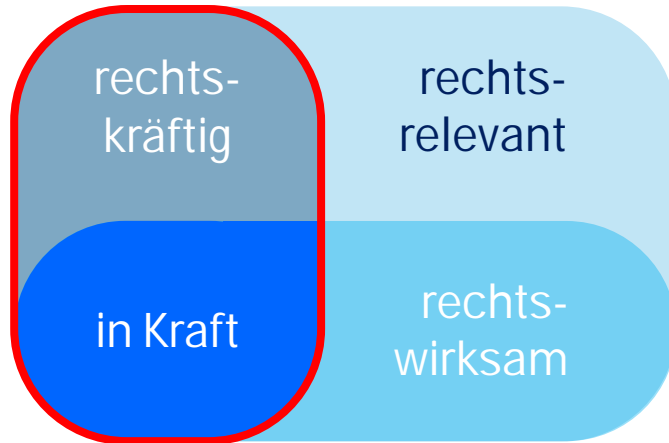 rechts-
kräftig
rechts-
relevant
in Kraft
rechts-
wirksam